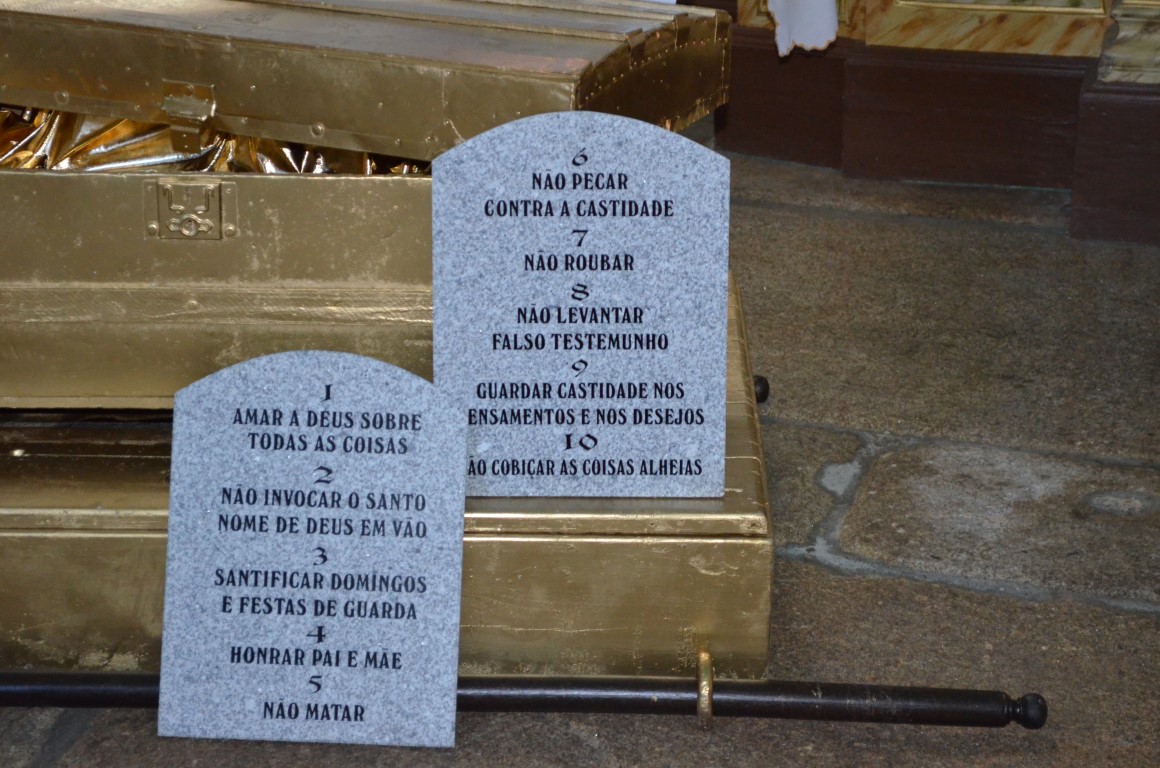 1
AMAR A DEUS SOBRE
TODAS AS COISAS
2
NÃO INVOCAR O SANTO
NOME DE DEUS EM VÃO
3
SANTIFICAR DOMINGOS
E FESTAS DE GUARDA
4
HONRAR PAI E MÃE
5
NÃO MATAR
6
NÃO PECAR
CONTRA A CASTIDADE
7
NÃO ROUBAR
8
NÃO LEVANTAR
FALSO TESTEMUNHO
9
GUARDAR CASTIDADE NOS
ENSAMENTOS E NOS DESEJOS
10
ÃO COBIÇAR AS COISAS ALHEIAS